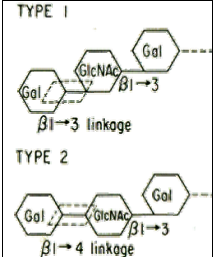 TYPE 1
Gal
GlcNAc
Gal
β1→3
β1→3 linkage
TYPE 2
Gal
GlcNAc
Gal
β1→3
β1→4 linkage